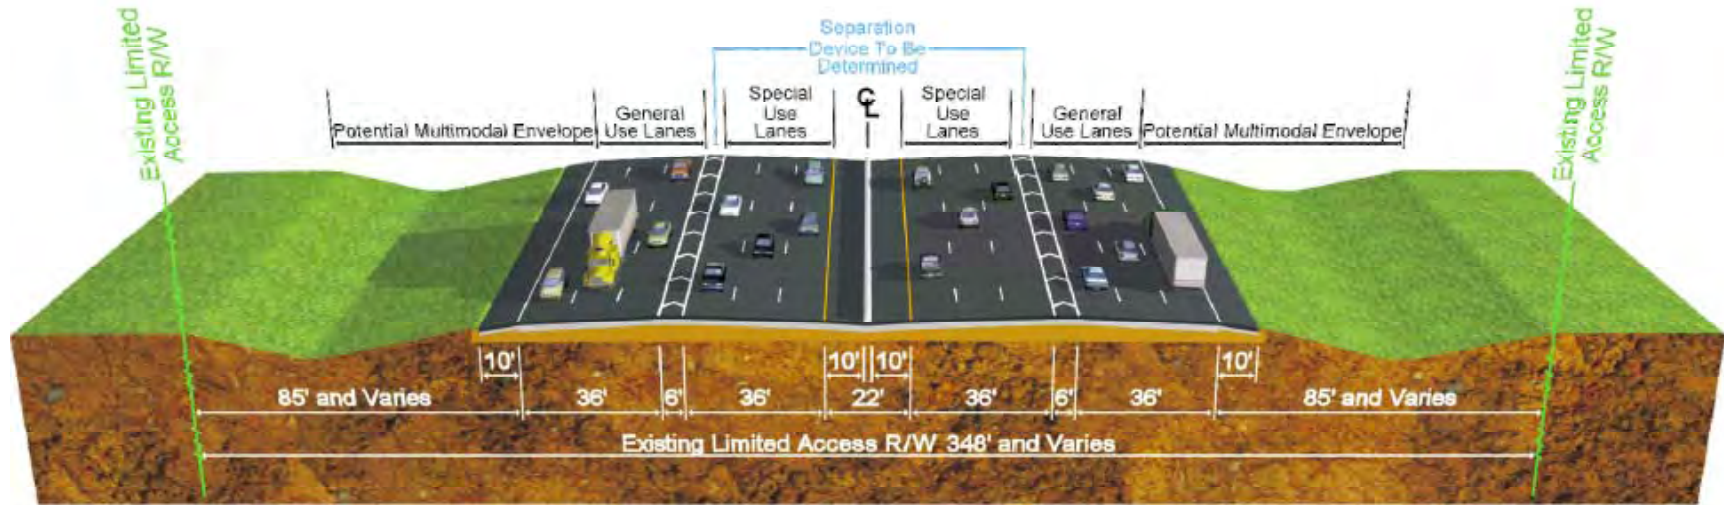 Existing Limited
Access R/W
Separation
Device To Be
Determined
Existing Limited
Access R/W
Potential Multimodal Envelope
General
Use Lanes
Special
Use
Lanes
CL
Special
Use
Lanes
General
Use Lanes
Potential Multimodal Envelope
10'
10'
10'
10'
85' and Varies
36'
6'
36'
22'
36'
6'
36'
85' and Varies
Existing Limited Access R/W 348' and Varies